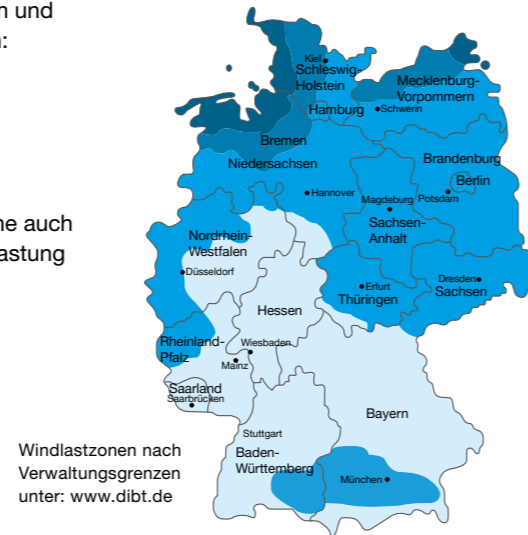 n und
n:
ne auch
astung
Kiel
Schleswig-
Holstein
Mecklenburg-
Vorpommern
Hamburg
Schwerin
Bremen
Niedersachsen
Brandenburg
Berlin
Hannover
Magdeburg
Potsdam
Sachsen-
Anhalt
Nordrhein-
Westfalen
Düsseldorf
Erfurt
Thüringen
Dresden
Sachsen
Hessen
Rheinland-
Pfalz
Wiesbaden
Mainz
Saarland
Saarbrücken
Bayern
Stuttgart
Baden-
Württemberg
München
Windlastzonen nach
Verwaltungsgrenzen
unter: www.dibt.de